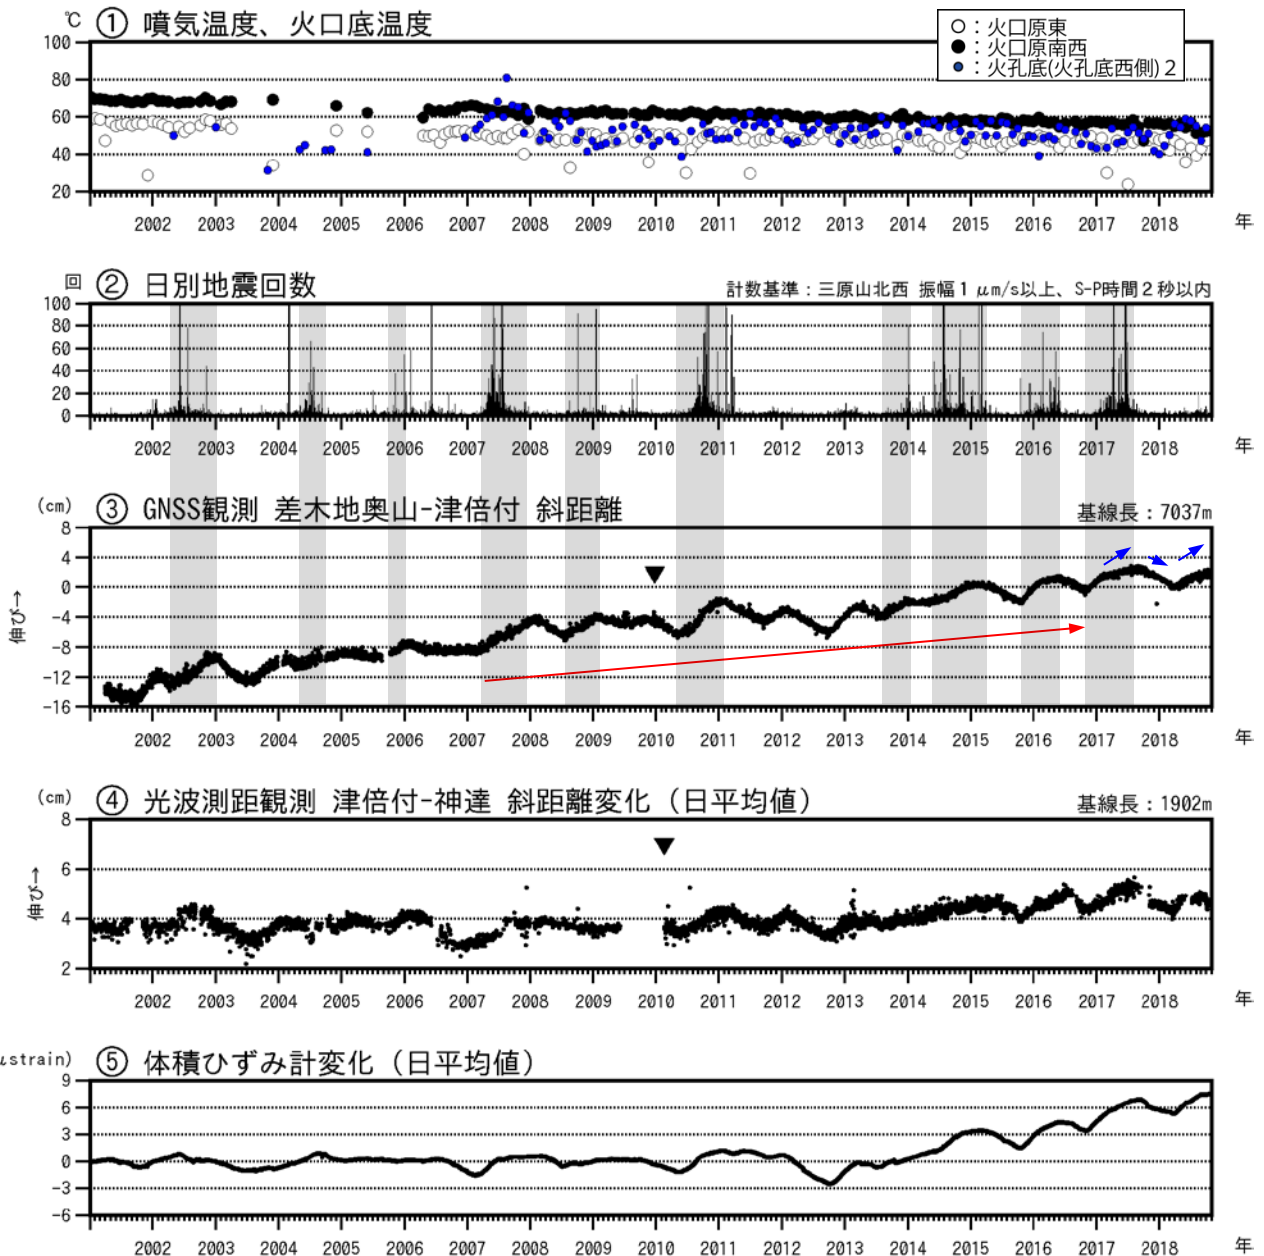 ℃ ① 噴気温度、火口底温度
○：火口原東
●：火口原南西
●：火孔底(火孔底西側)２
100
80
60
40
20
2002 2003 2004 2005 2006 2007 2008 2009 2010 2011 2012 2013 2014 2015 2016 2017 2018 年
回 ② 日別地震回数
計数基準：三原山北西 振幅１μm/s以上、S-P時間２秒以内
100
80
60
40
20
0
2002 2003 2004 2005 2006 2007 2008 2009 2010 2011 2012 2013 2014 2015 2016 2017 2018 年
(cm) ③ GNSS観測 差木地奥山-津倍付 斜距離
基線長：7037m
8
4
0
-4
-8
-12
-16
伸び→
2002 2003 2004 2005 2006 2007 2008 2009 2010 2011 2012 2013 2014 2015 2016 2017 2018 年
(cm) ④ 光波測距観測 津倍付-神達 斜距離変化（日平均値）
基線長：1902m
8
6
4
2
伸び→
2002 2003 2004 2005 2006 2007 2008 2009 2010 2011 2012 2013 2014 2015 2016 2017 2018 年
μstrain) ⑤ 体積ひずみ計変化（日平均値）
9
6
3
0
-3
-6
2002 2003 2004 2005 2006 2007 2008 2009 2010 2011 2012 2013 2014 2015 2016 2017 2018 年